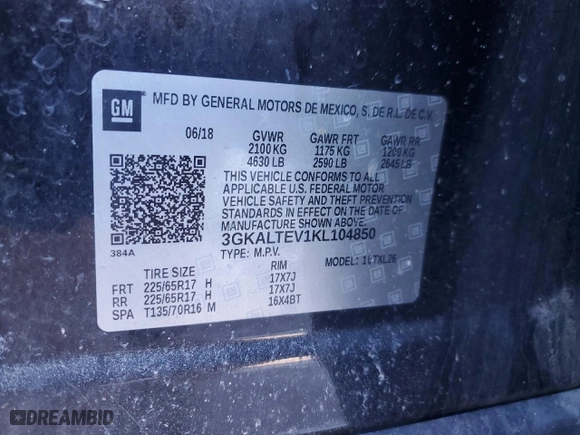 GM
MFD BY GENERAL MOTORS DE MEXICO, S. DE R.L. DE C.V.
06/18 GVWR GAWR FRT GAWR RR
2100 KG 1175 KG 1200 KG
4630 LB 2590 LB 2645 LB
THIS VEHICLE CONFORMS TO ALL
APPLICABLE U.S. FEDERAL MOTOR
VEHICLE SAFETY AND THEFT PREVENTION
STANDARDS IN EFFECT ON THE DATE OF
MANUFACTURE SHOWN ABOVE.
3GKALTEV1KL104850
TYPE: M.P.V.
384A
TIRE SIZE RIM
FRT 225/65R17 H 17X7J
RR 225/65R17 H 17X7J
SPA T135/70R16 M 16X4BT
DREAMBID